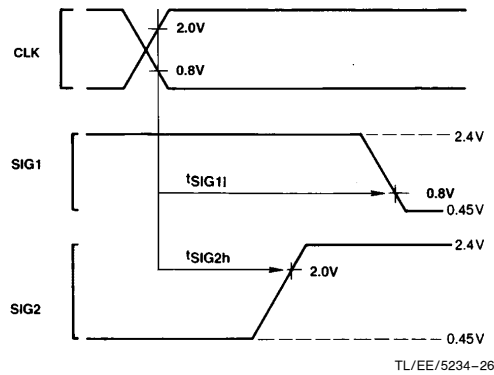 2.0V
CLK
0.8V
2.4V
SIG1
tSIG1l
0.8V
0.45V
2.4V
tSIG2h
2.0V
SIG2
0.45V
TL/EE/5234–26